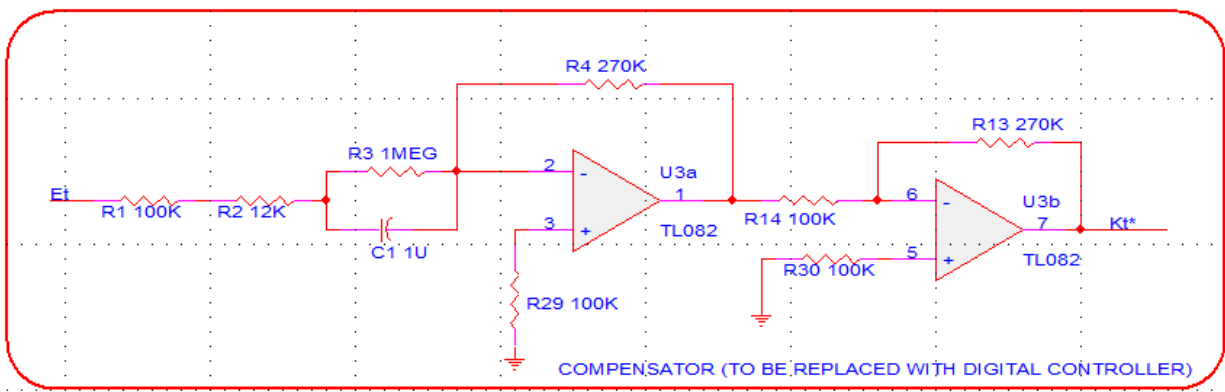 R4 270K
R13 270K
R3 1MEG
2
-
U3a
1
Et
R1 100K
R2 12K
R14 100K
6
-
U3b
7
Kt*
C1 1U
3
+
TL082
R29 100K
R30 100K
5
+
TL082
COMPENSATOR (TO BE REPLACED WITH DIGITAL CONTROLLER)